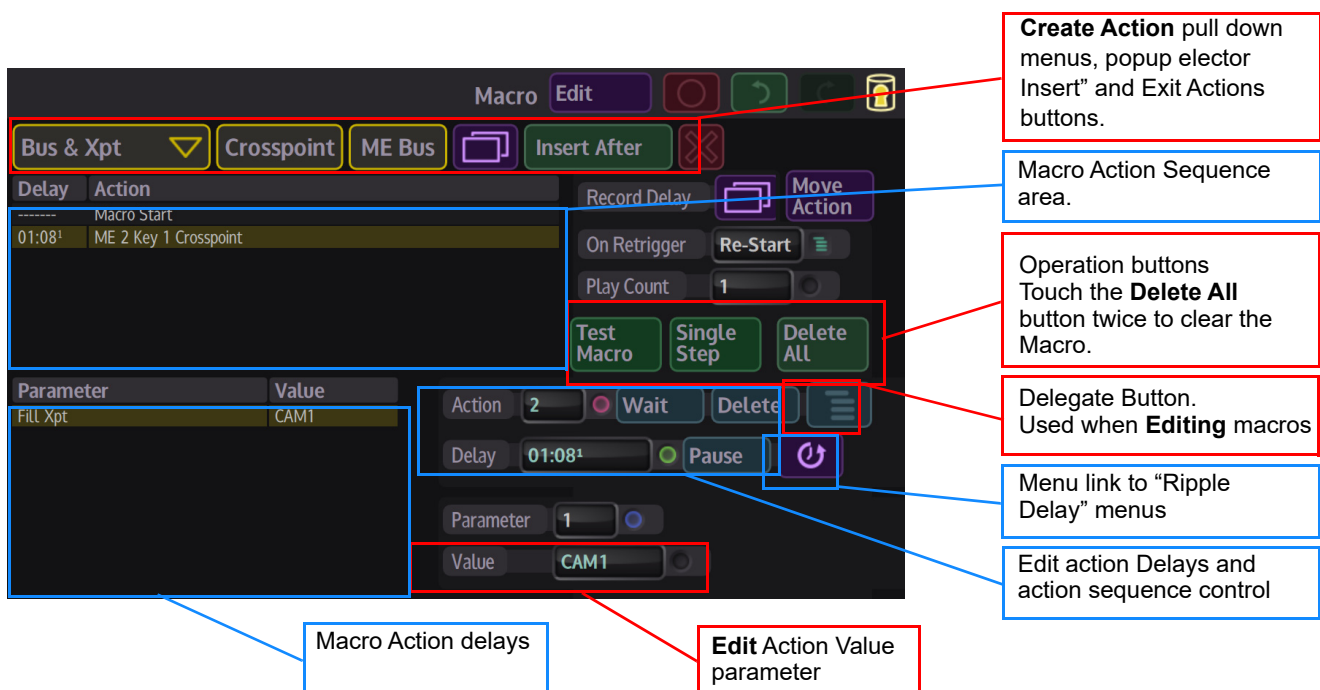 Create Action pull down
menus, popup elector
Insert” and Exit Actions
buttons.
Macro Edit
Bus & Xpt Crosspoint ME Bus Insert After
Macro Action Sequence
area.
Delay Action
------- Macro Start
01:08¹ ME 2 Key 1 Crosspoint
Record Delay Move Action
On Retrigger Re-Start
Play Count 1
Operation buttons
Touch the Delete All
button twice to clear the
Macro.
Test Macro Single Step Delete All
Parameter Value
Fill Xpt CAM1
Action 2 Wait Delete
Delay 01:08¹ Pause
Parameter 1
Value CAM1
Delegate Button.
Used when Editing macros
Menu link to “Ripple
Delay” menus
Edit action Delays and
action sequence control
Macro Action delays
Edit Action Value
parameter